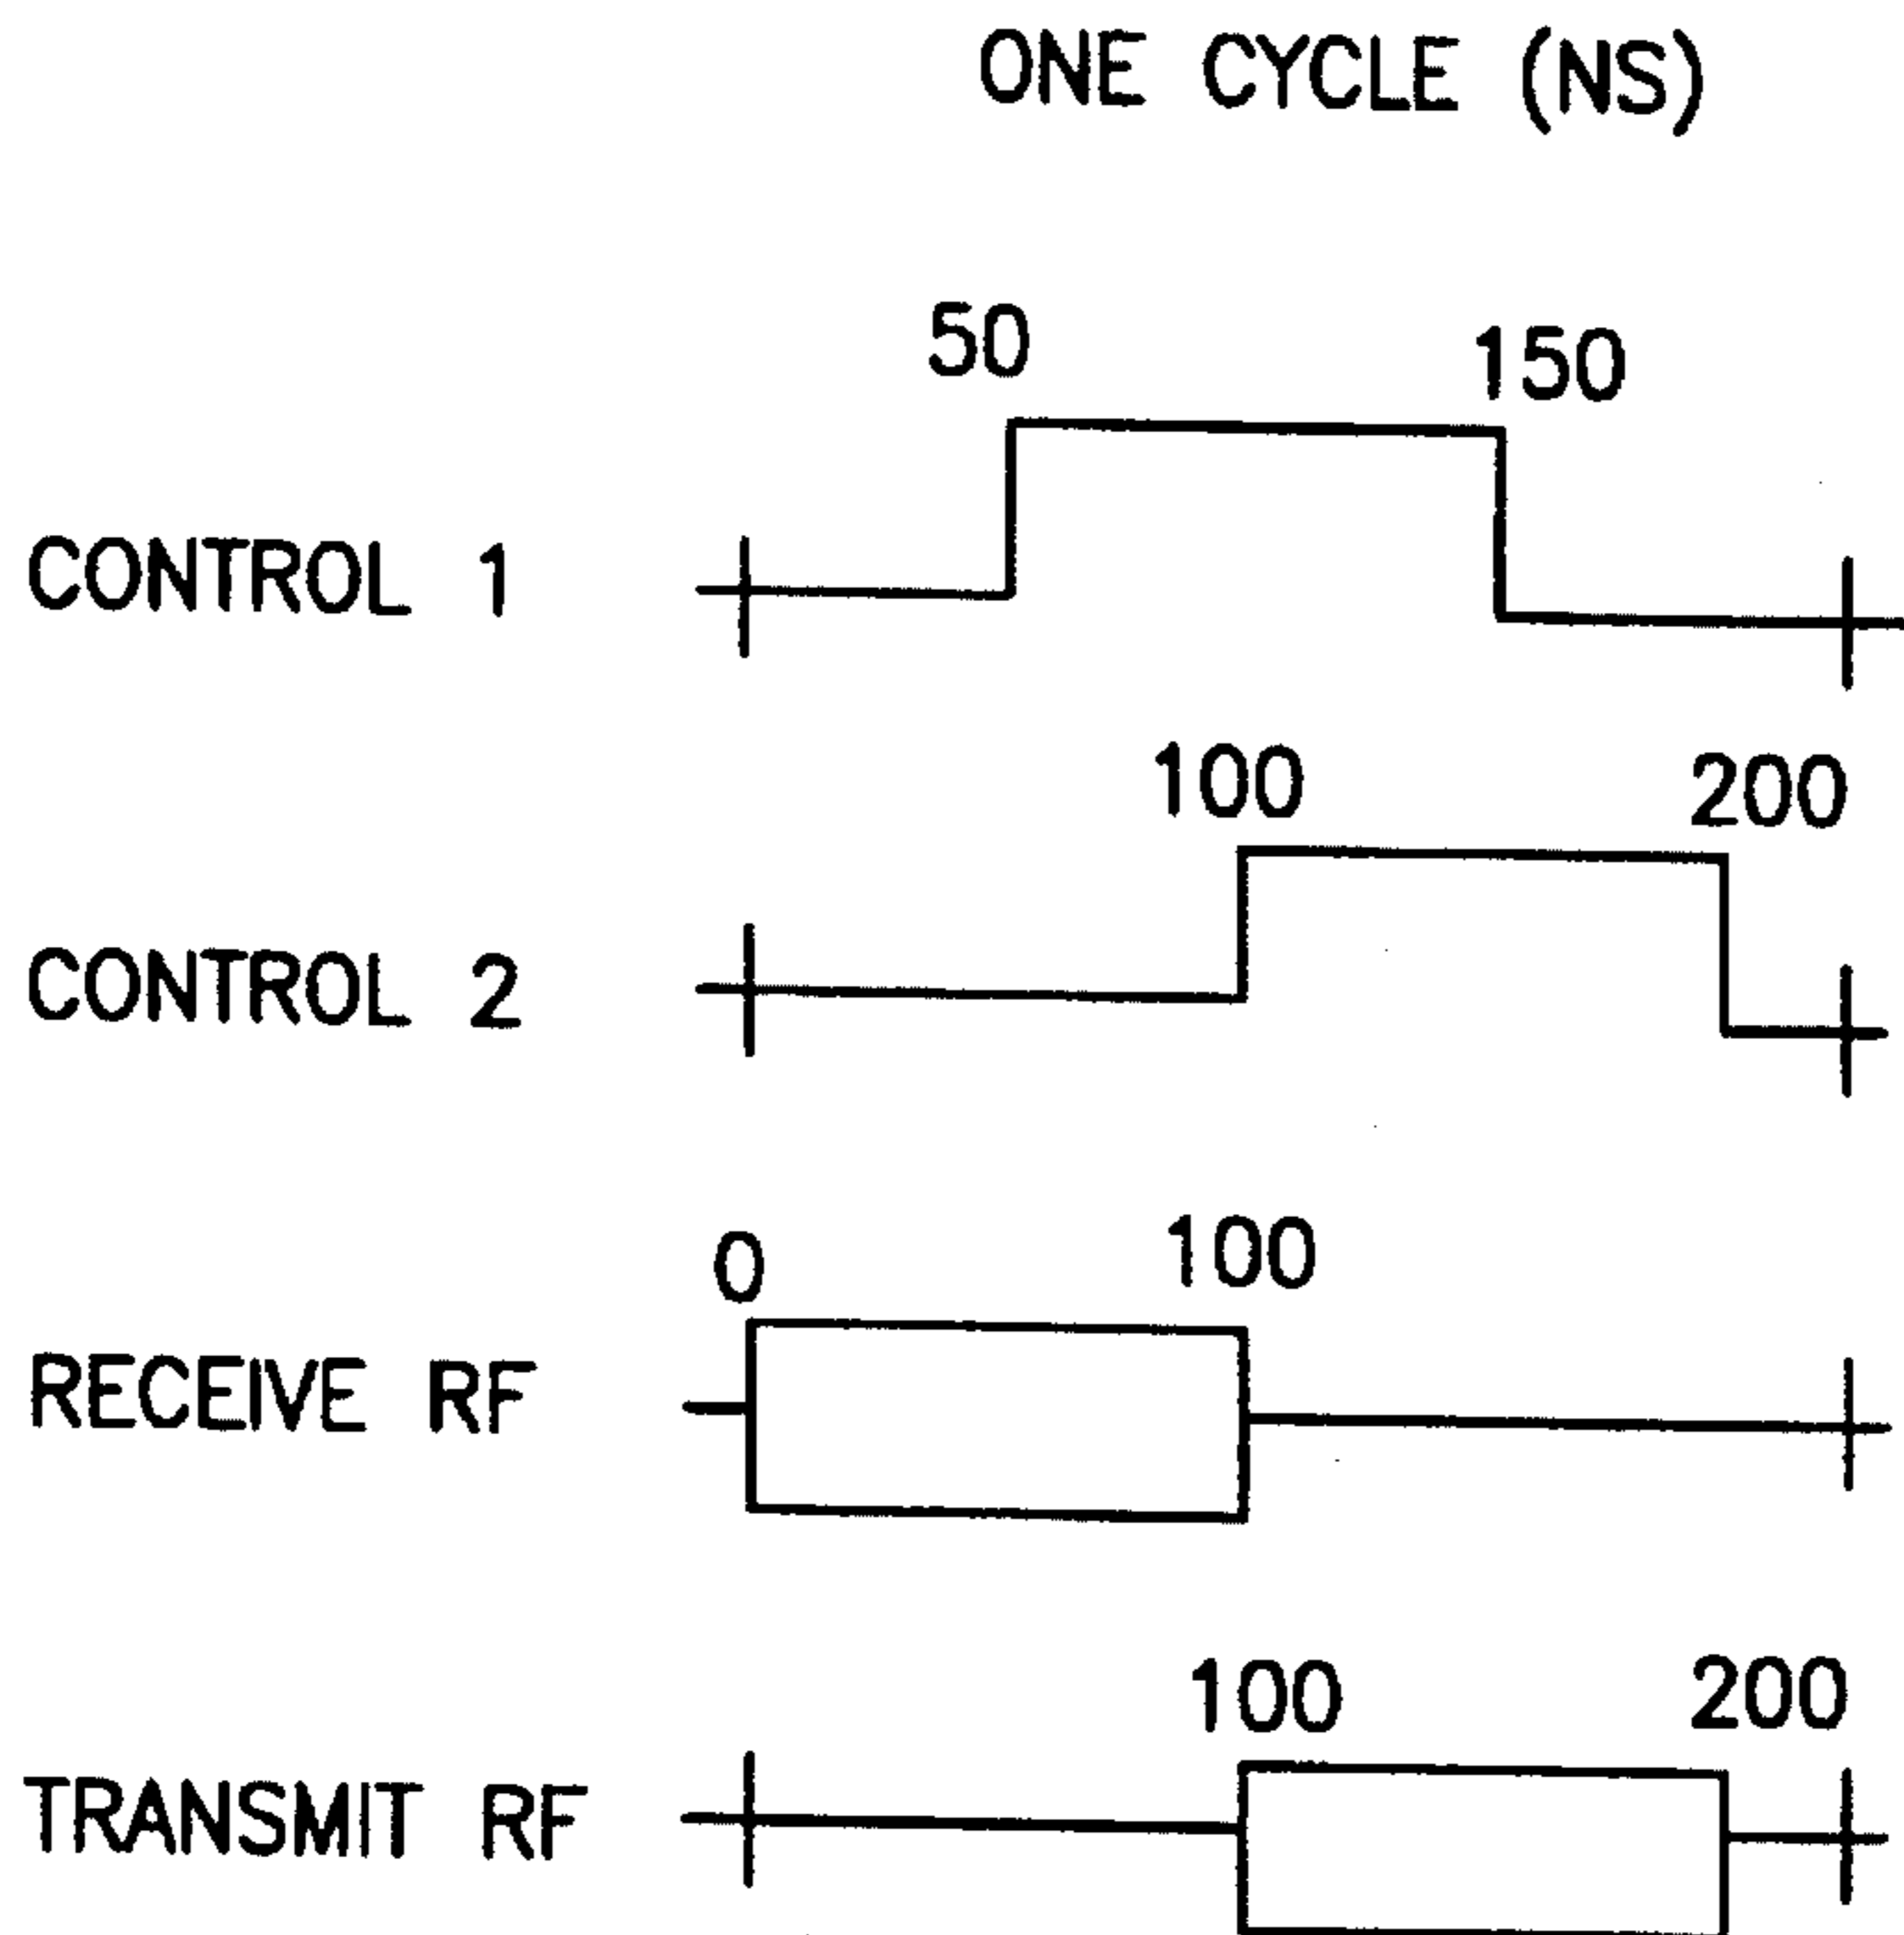 ONE CYCLE (NS)
50 150
CONTROL 1
100 200
CONTROL 2
0 100
RECEIVE RF
100 200
TRANSMIT RF